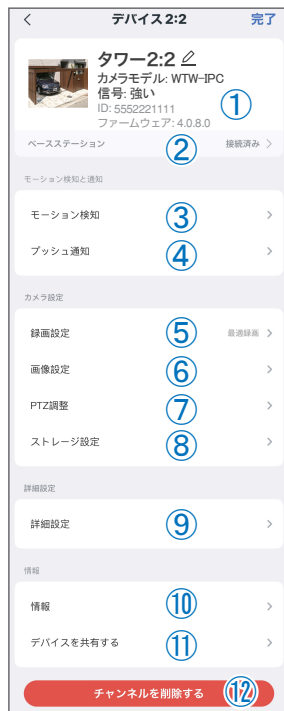 デバイス2:2 完了
タワー2:2
カメラモデル: WTW-IPC
信号: 強い
ID: 5552221111
ファームウェア: 4.0.8.0
①
ベースステーション ② 接続済み
モーション検知と通知
モーション検知 ③
プッシュ通知 ④
カメラ設定
録画設定 ⑤ 最適録画
画像設定 ⑥
PTZ調整 ⑦
ストレージ設定 ⑧
詳細設定
詳細設定 ⑨
情報
情報 ⑩
デバイスを共有する ⑪
チャンネルを削除する ⑫